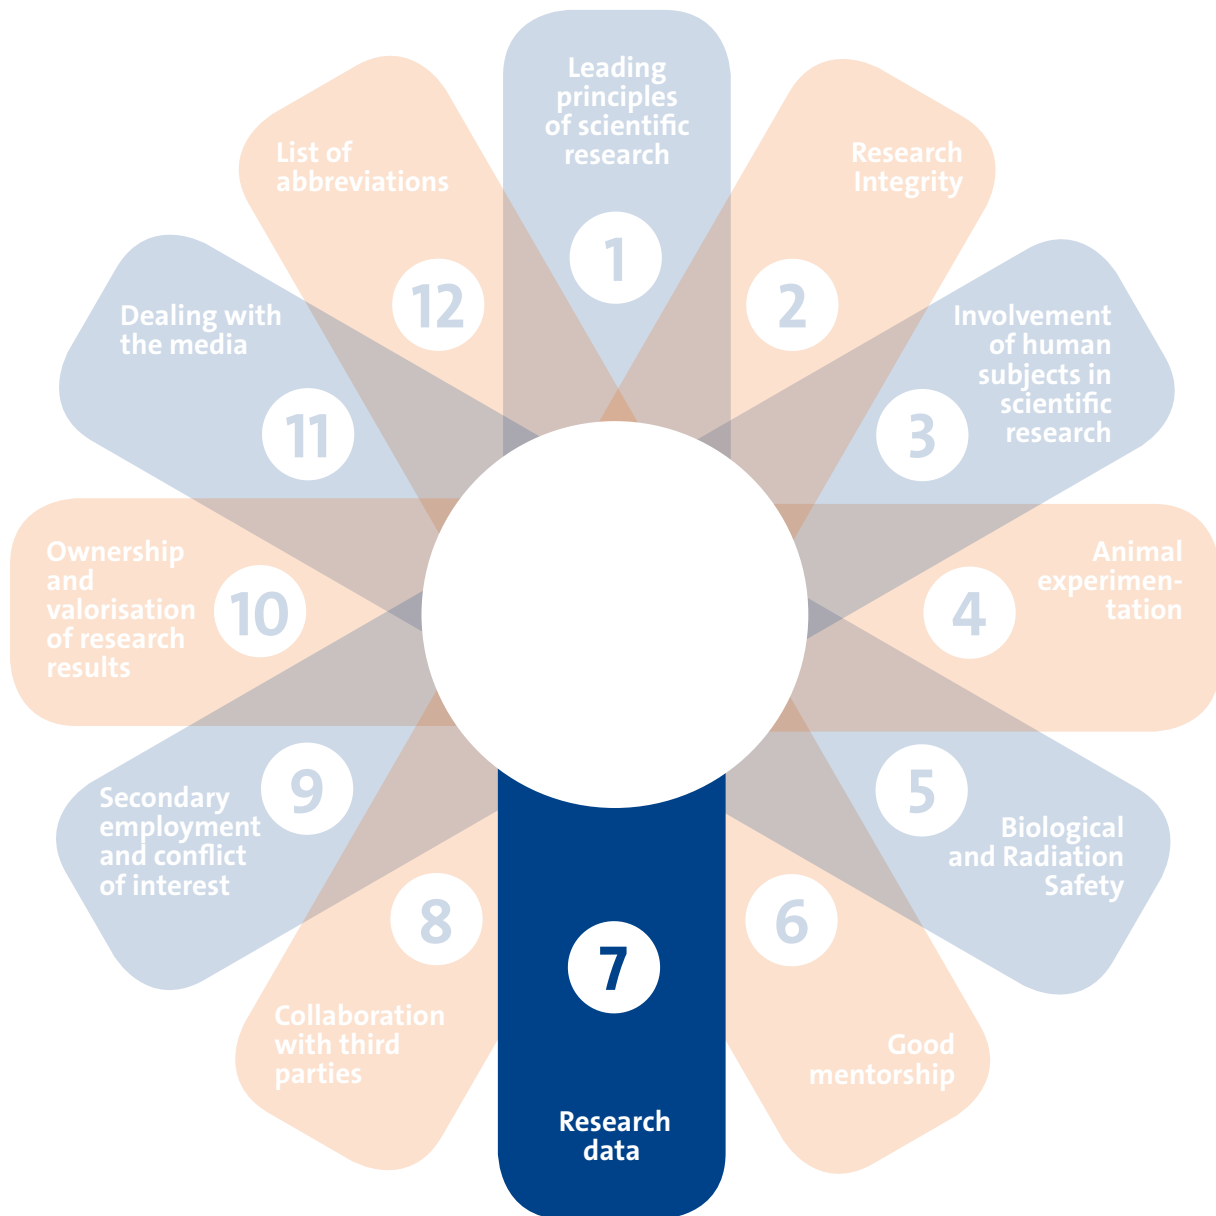 Leading
principles
of scientific
research
1
Research
Integrity
2
Involvement
of human
subjects in
scientific
research
3
Animal
experimen-
tation
4
Biological
and Radiation
Safety
5
Good
mentorship
6
Research
data
7
Collaboration
with third
parties
8
Secondary
employment
and conflict
of interest
9
Ownership
and
valorisation
of research
results
10
Dealing with
the media
11
List of
abbreviations
12